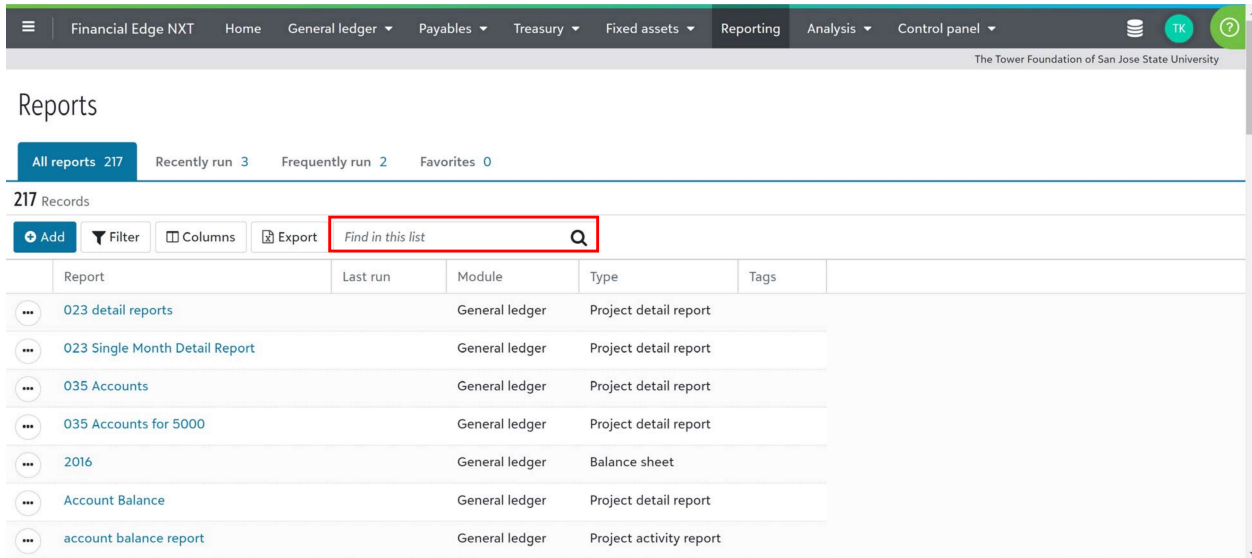 Financial Edge NXT Home General ledger Payables Treasury Fixed assets Reporting Analysis Control panel TK ?
The Tower Foundation of San Jose State University
Reports
All reports 217 Recently run 3 Frequently run 2 Favorites 0
217 Records
Add Filter Columns Export Find in this list
Report Last run Module Type Tags
023 detail reports General ledger Project detail report
023 Single Month Detail Report General ledger Project detail report
035 Accounts General ledger Project detail report
035 Accounts for 5000 General ledger Project detail report
2016 General ledger Balance sheet
Account Balance General ledger Project detail report
account balance report General ledger Project activity report